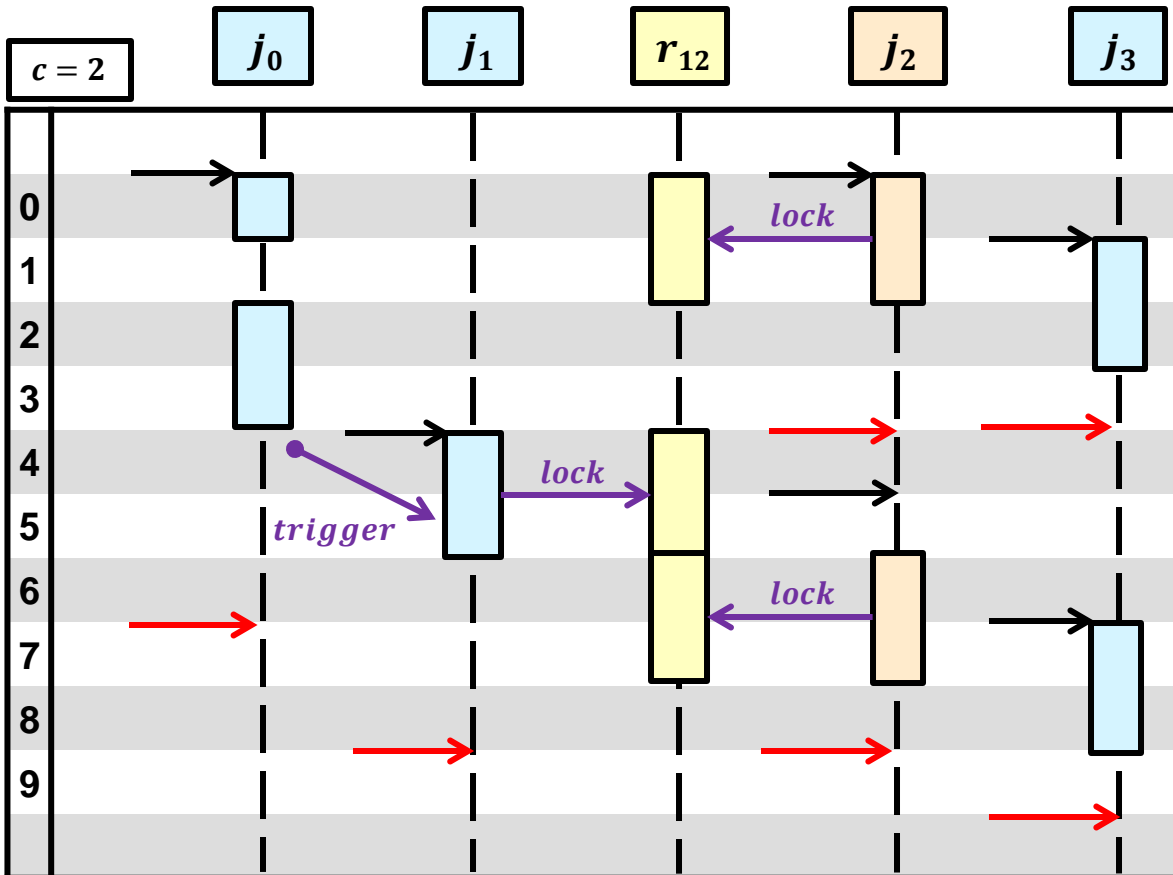 c = 2
j₀
j₁
r₁₂
j₂
j₃
0
lock
1
2
3
4
lock
5
trigger
6
lock
7
8
9